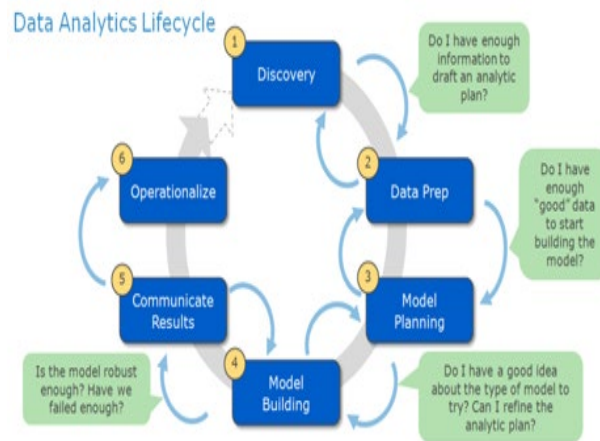 Data Analytics Lifecycle
1
Discovery
Do I have enough
information to
draft an analytic
plan?
2
Data Prep
Do I have
enough
"good" data
to start
building the
model?
3
Model
Planning
Do I have a good idea
about the type of model to
try? Can I refine the
analytic plan?
4
Model
Building
Is the model robust
enough? Have we
failed enough?
5
Communicate
Results
6
Operationalize